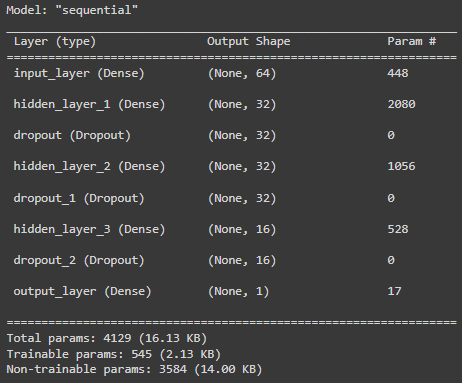 Model: "sequential"
Layer (type) Output Shape Param #
=================================================================
input_layer (Dense) (None, 64) 448
hidden_layer_1 (Dense) (None, 32) 2080
dropout (Dropout) (None, 32) 0
hidden_layer_2 (Dense) (None, 32) 1056
dropout_1 (Dropout) (None, 32) 0
hidden_layer_3 (Dense) (None, 16) 528
dropout_2 (Dropout) (None, 16) 0
output_layer (Dense) (None, 1) 17
=================================================================
Total params: 4129 (16.13 KB)
Trainable params: 545 (2.13 KB)
Non-trainable params: 3584 (14.00 KB)